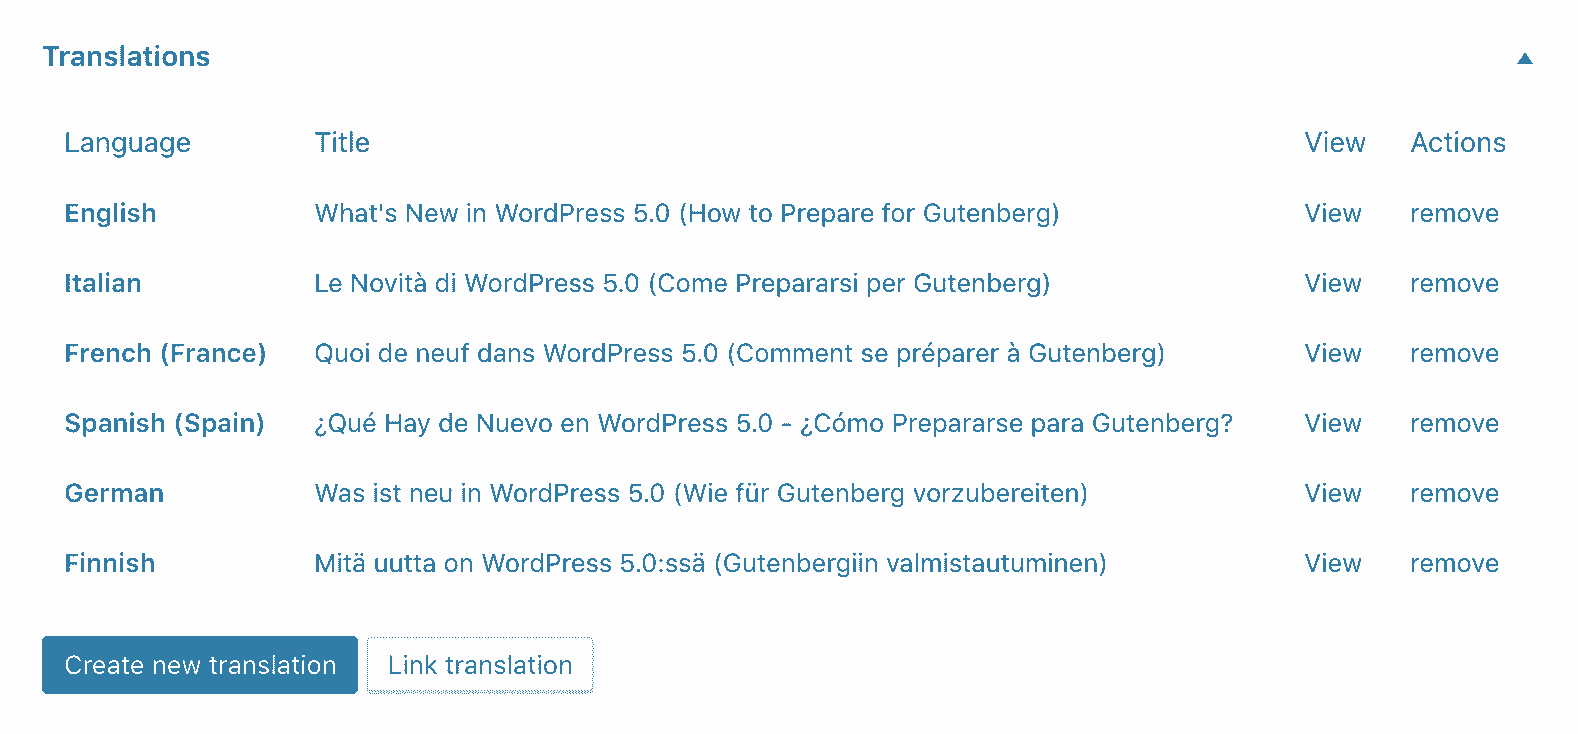 Translations
Language Title View Actions
English What's New in WordPress 5.0 (How to Prepare for Gutenberg) View remove
Italian Le Novità di WordPress 5.0 (Come Prepararsi per Gutenberg) View remove
French (France) Quoi de neuf dans WordPress 5.0 (Comment se préparer à Gutenberg) View remove
Spanish (Spain) ¿Qué Hay de Nuevo en WordPress 5.0 - ¿Cómo Prepararse para Gutenberg? View remove
German Was ist neu in WordPress 5.0 (Wie für Gutenberg vorzubereiten) View remove
Finnish Mitä uutta on WordPress 5.0:ssä (Gutenbergiin valmistautuminen) View remove
Create new translation Link translation